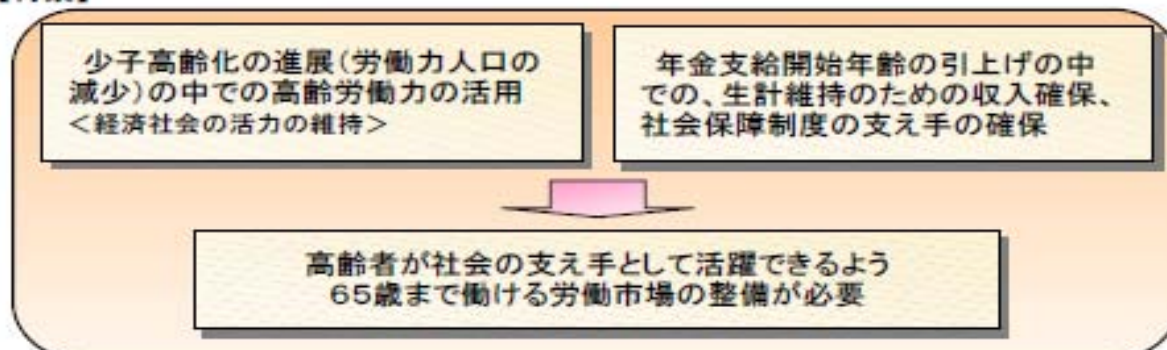 少子高齢化の進展(労働力人口の
減少)の中での高齢労働力の活用
<経済社会の活力の維持>
年金支給開始年齢の引上げの中
での、生計維持のための収入確保、
社会保障制度の支え手の確保
高齢者が社会の支え手として活躍できるよう
65歳まで働ける労働市場の整備が必要